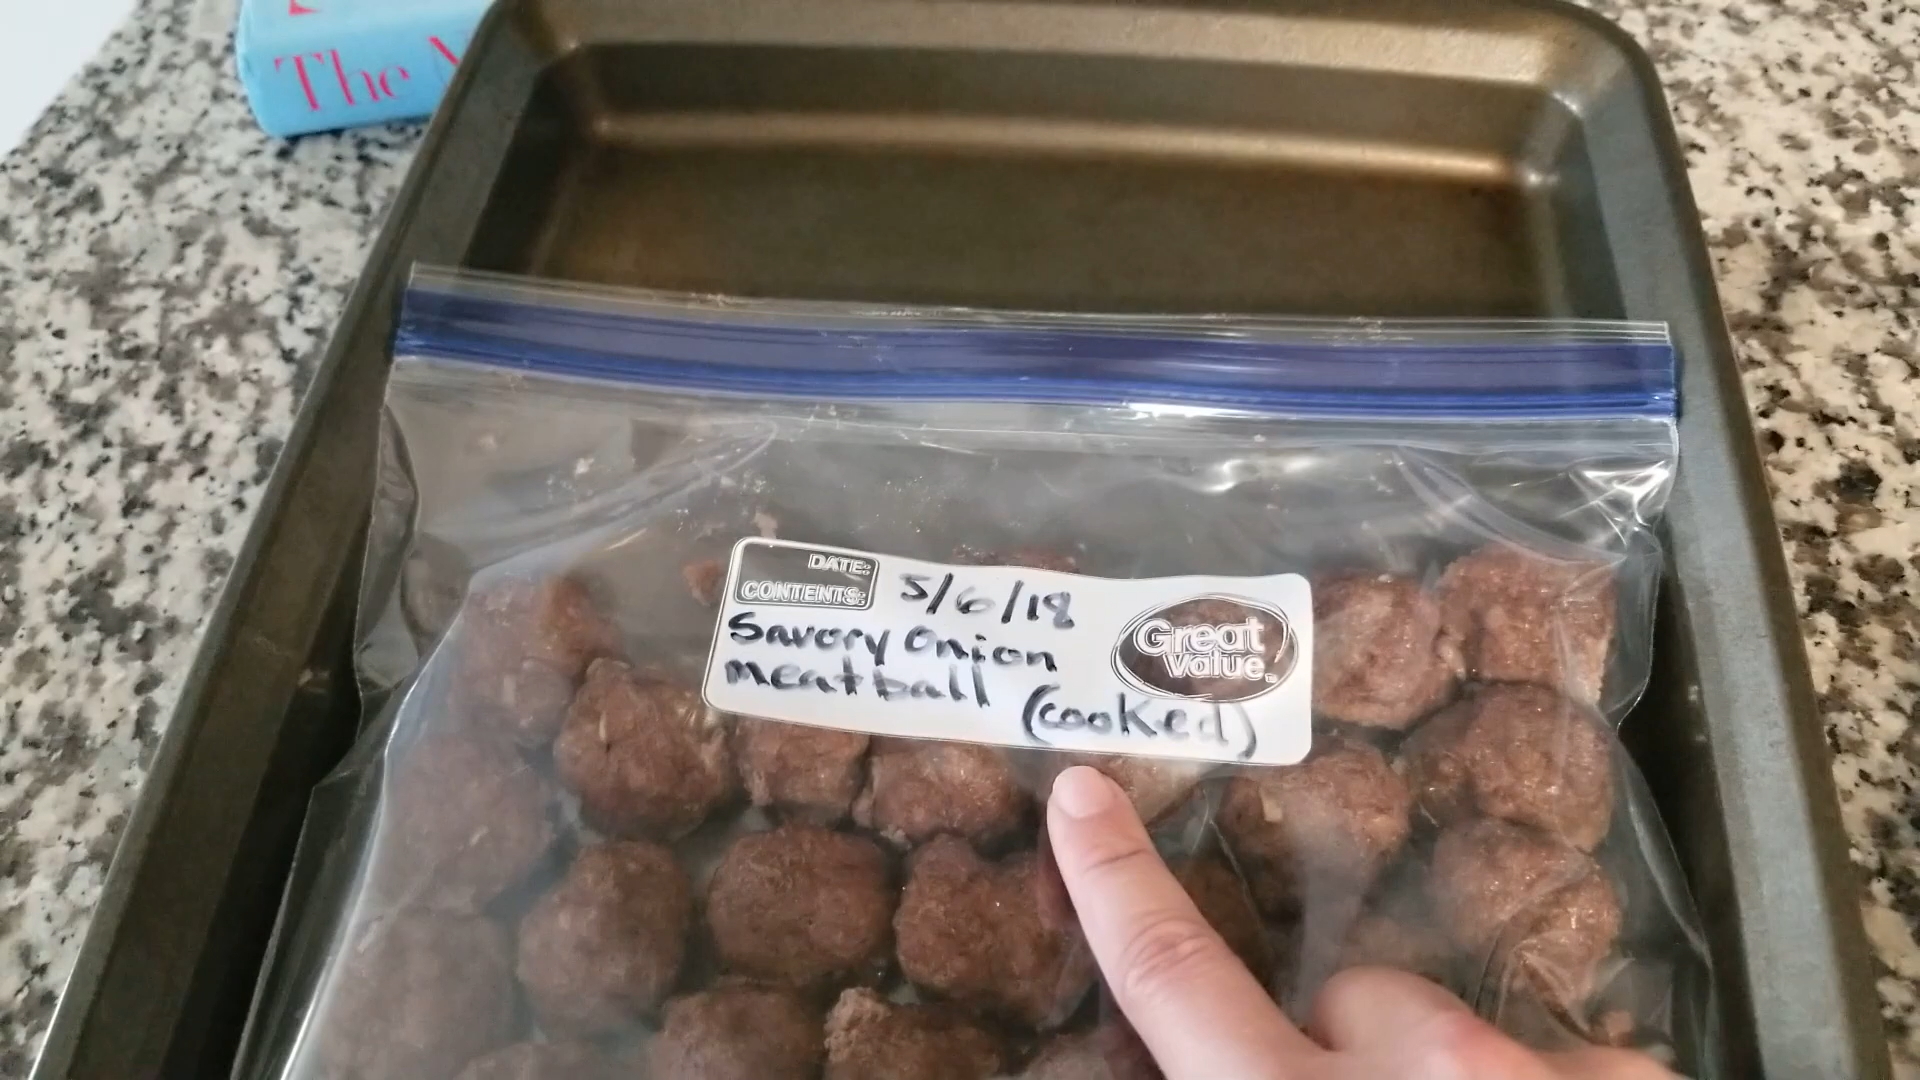 The
DATE: 5/6/18
CONTENTS:
Savory onion
meatball
(cooked)
Great
Value